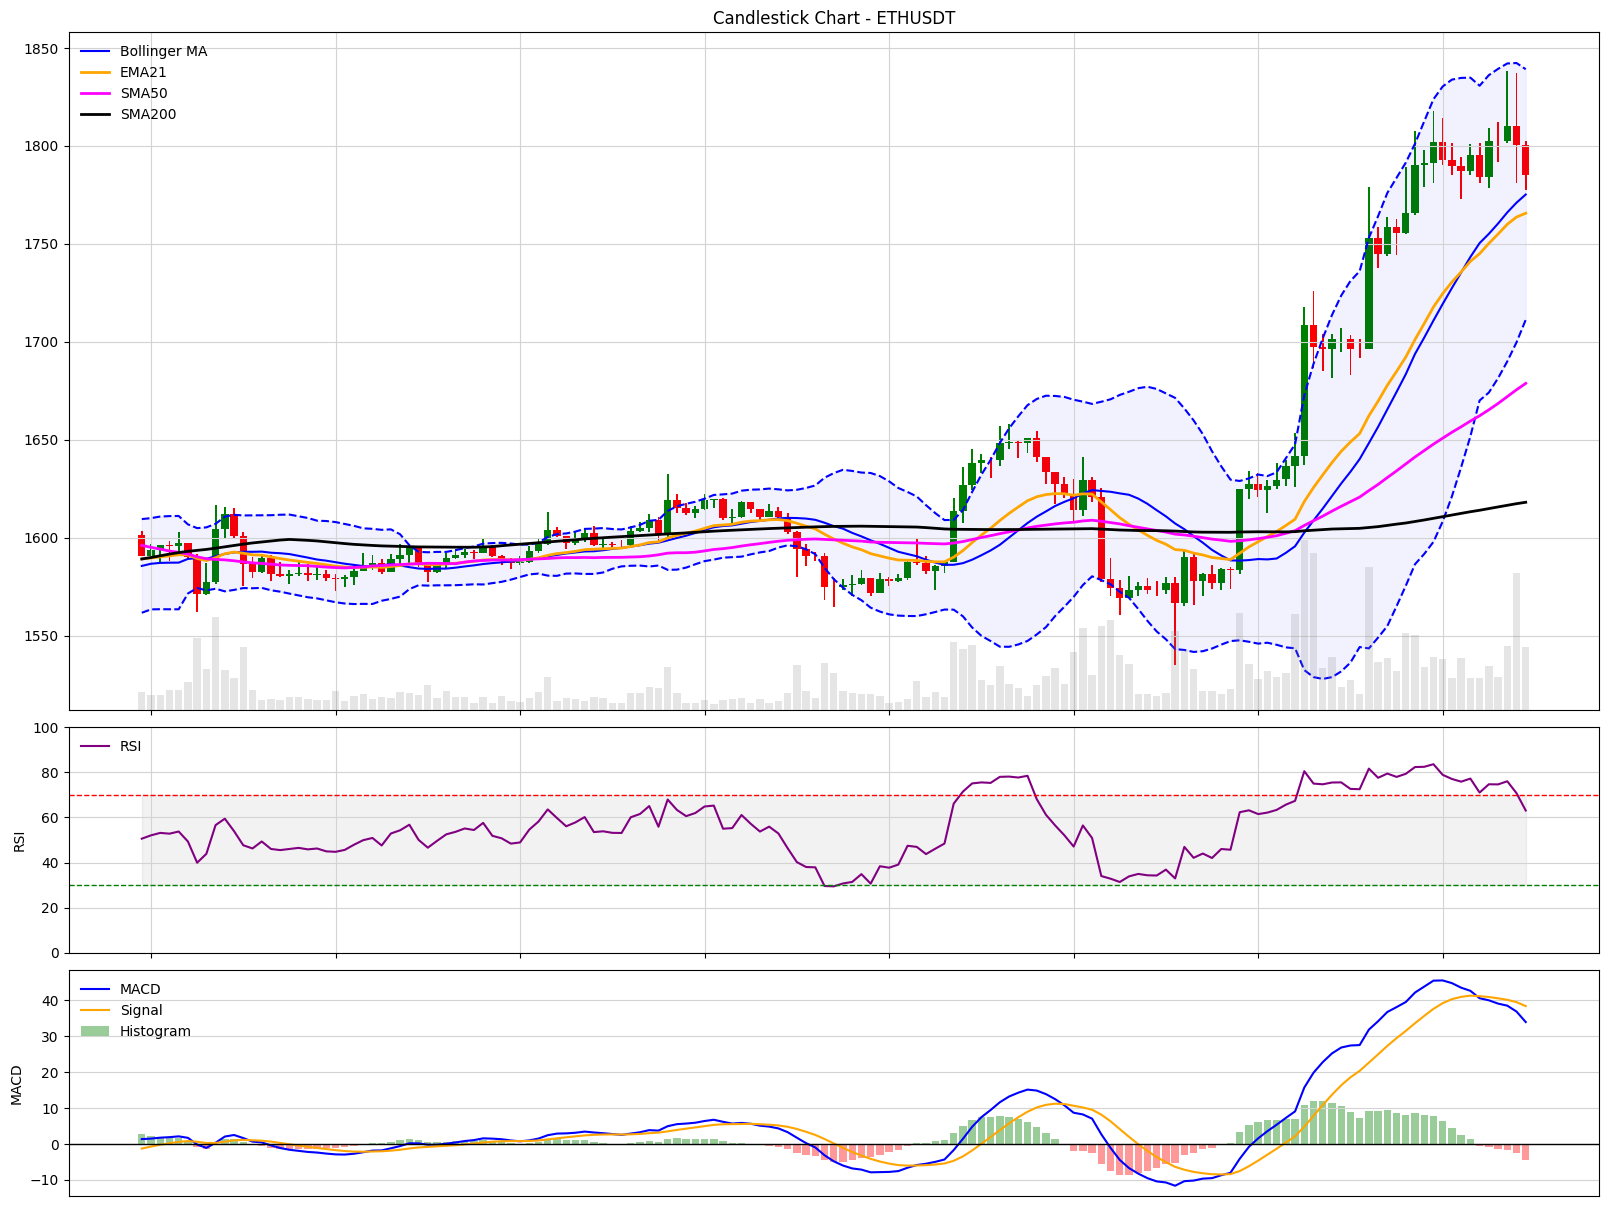 Candlestick Chart - ETHUSDT
Bollinger MA
EMA21
SMA50
SMA200
1850
1800
1750
1700
1650
1600
1550
RSI
RSI
100
80
60
40
20
0
MACD
Signal
Histogram
MACD
40
30
20
10
0
−10